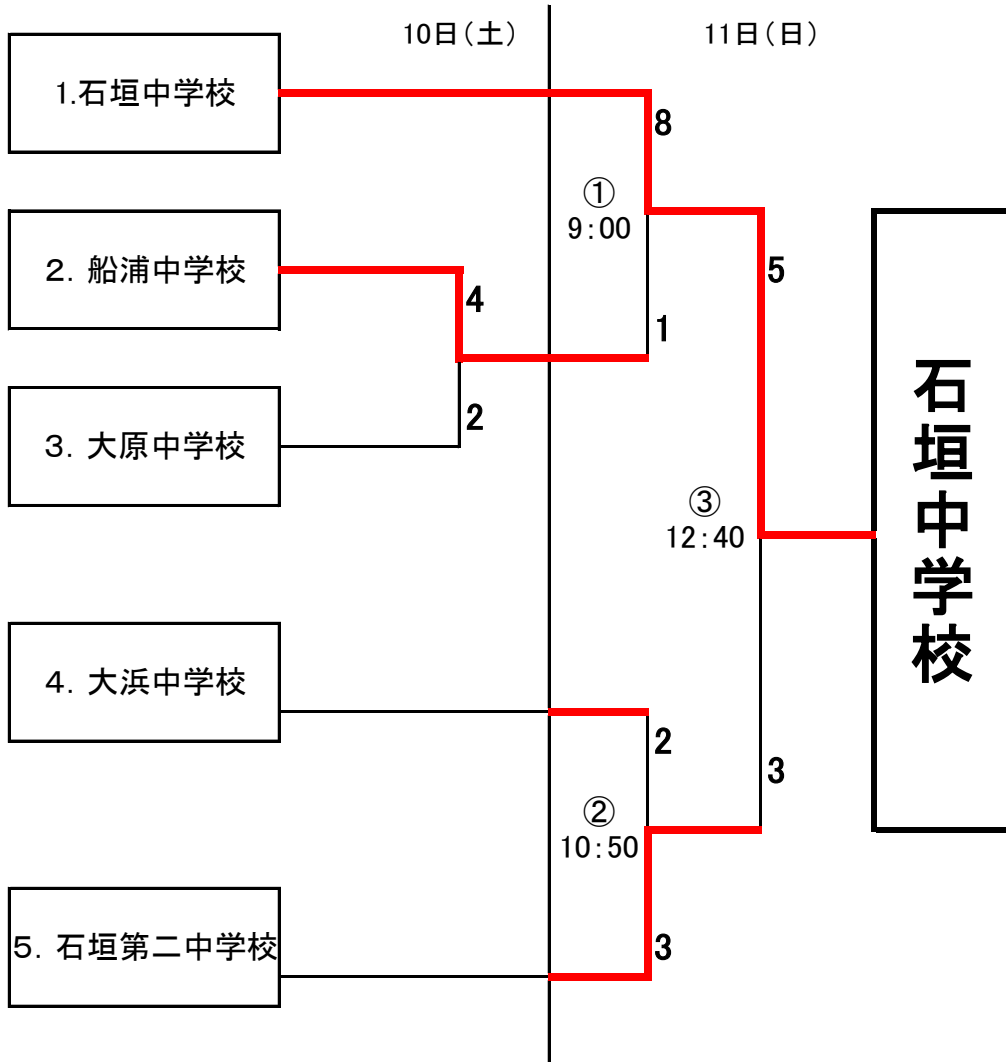 10日(土)
11日(日)
1.石垣中学校
8
①
9:00
2. 船浦中学校
4
5
1
3. 大原中学校
2
③
12:40
石垣中学校
4. 大浜中学校
2
3
②
10:50
5. 石垣第二中学校
3